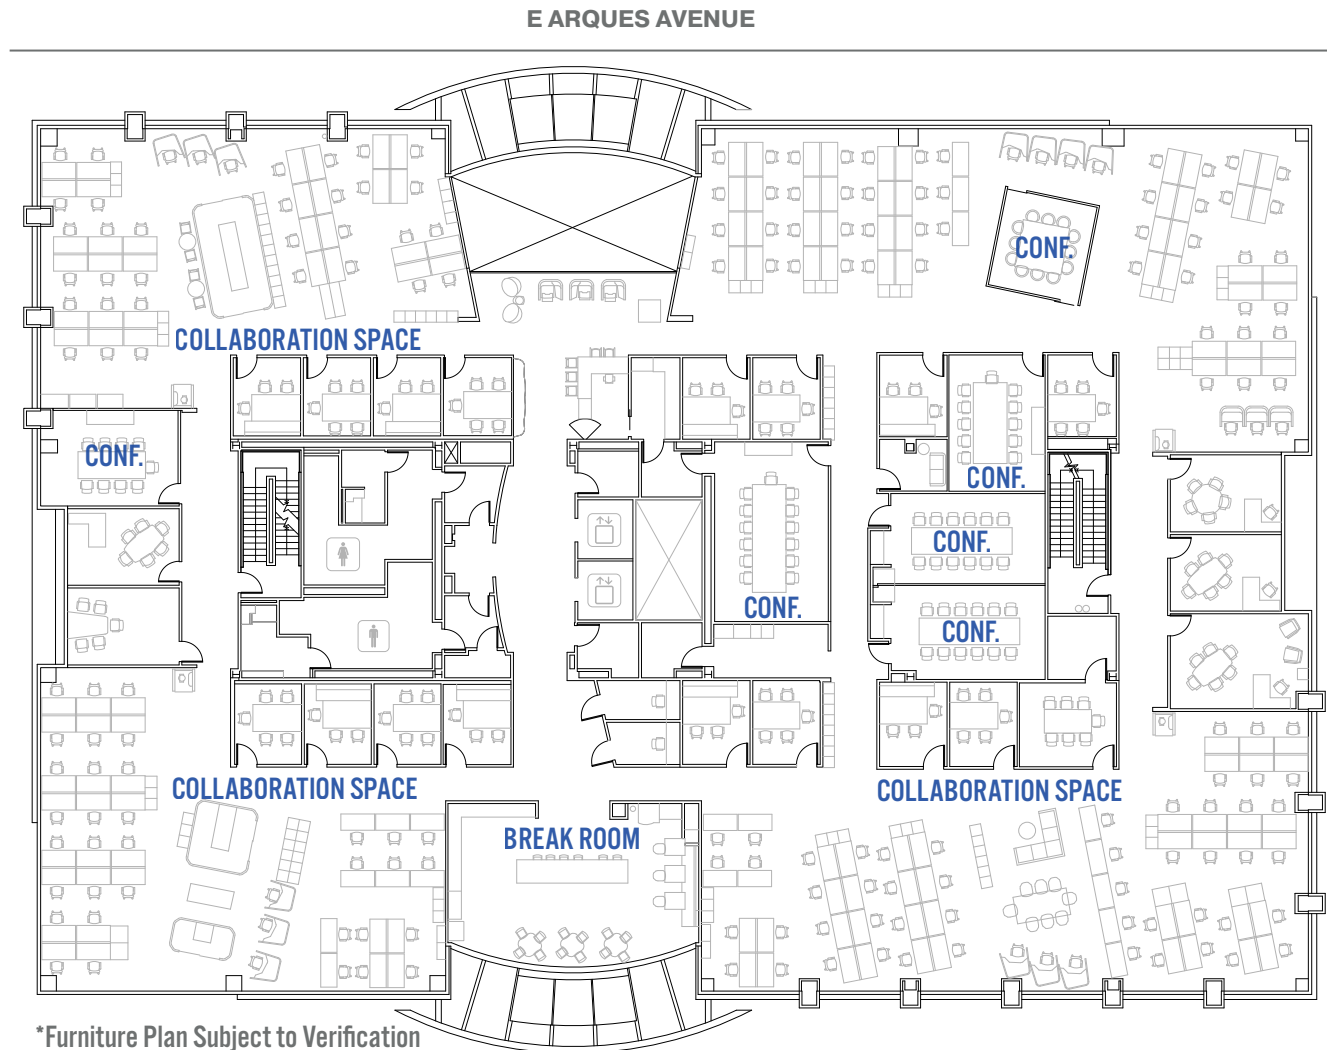 E ARQUES AVENUE
CONF.
COLLABORATION SPACE
CONF.
CONF.
CONF.
CONF.
CONF.
COLLABORATION SPACE
COLLABORATION SPACE
BREAK ROOM
*Furniture Plan Subject to Verification